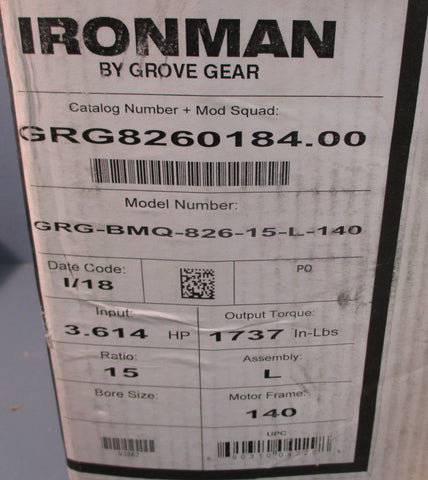 IRONMAN
BY GROVE GEAR
Catalog Number + Mod Squad:
GRG8260184.00
Model Number:
GRG-BMQ-826-15-L-140
Date Code:
I/18
PO
Input:
3.614 HP
Output Torque:
1737 In-Lbs
Ratio:
15
Assembly:
L
Bore Size:
Motor Frame:
140
UPC